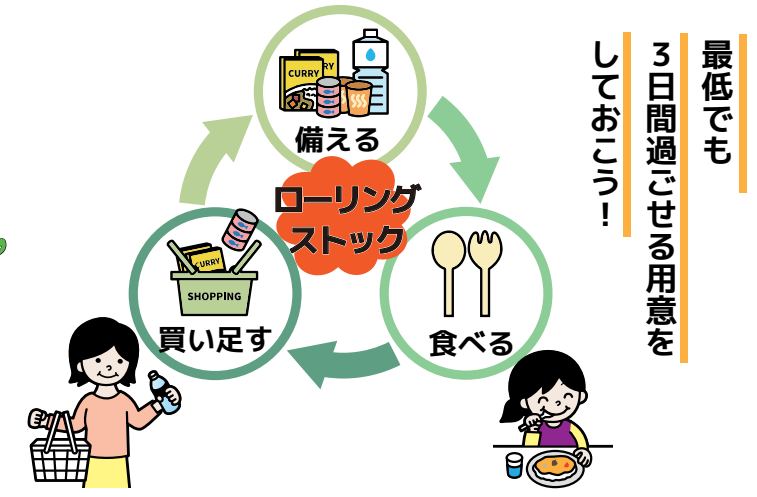 最低でも
3日間過ごせる用意を
しておこう！
CURRY
RY
備える
ローリング
ストック
食べる
CURRY
SHOPPING
買い足す